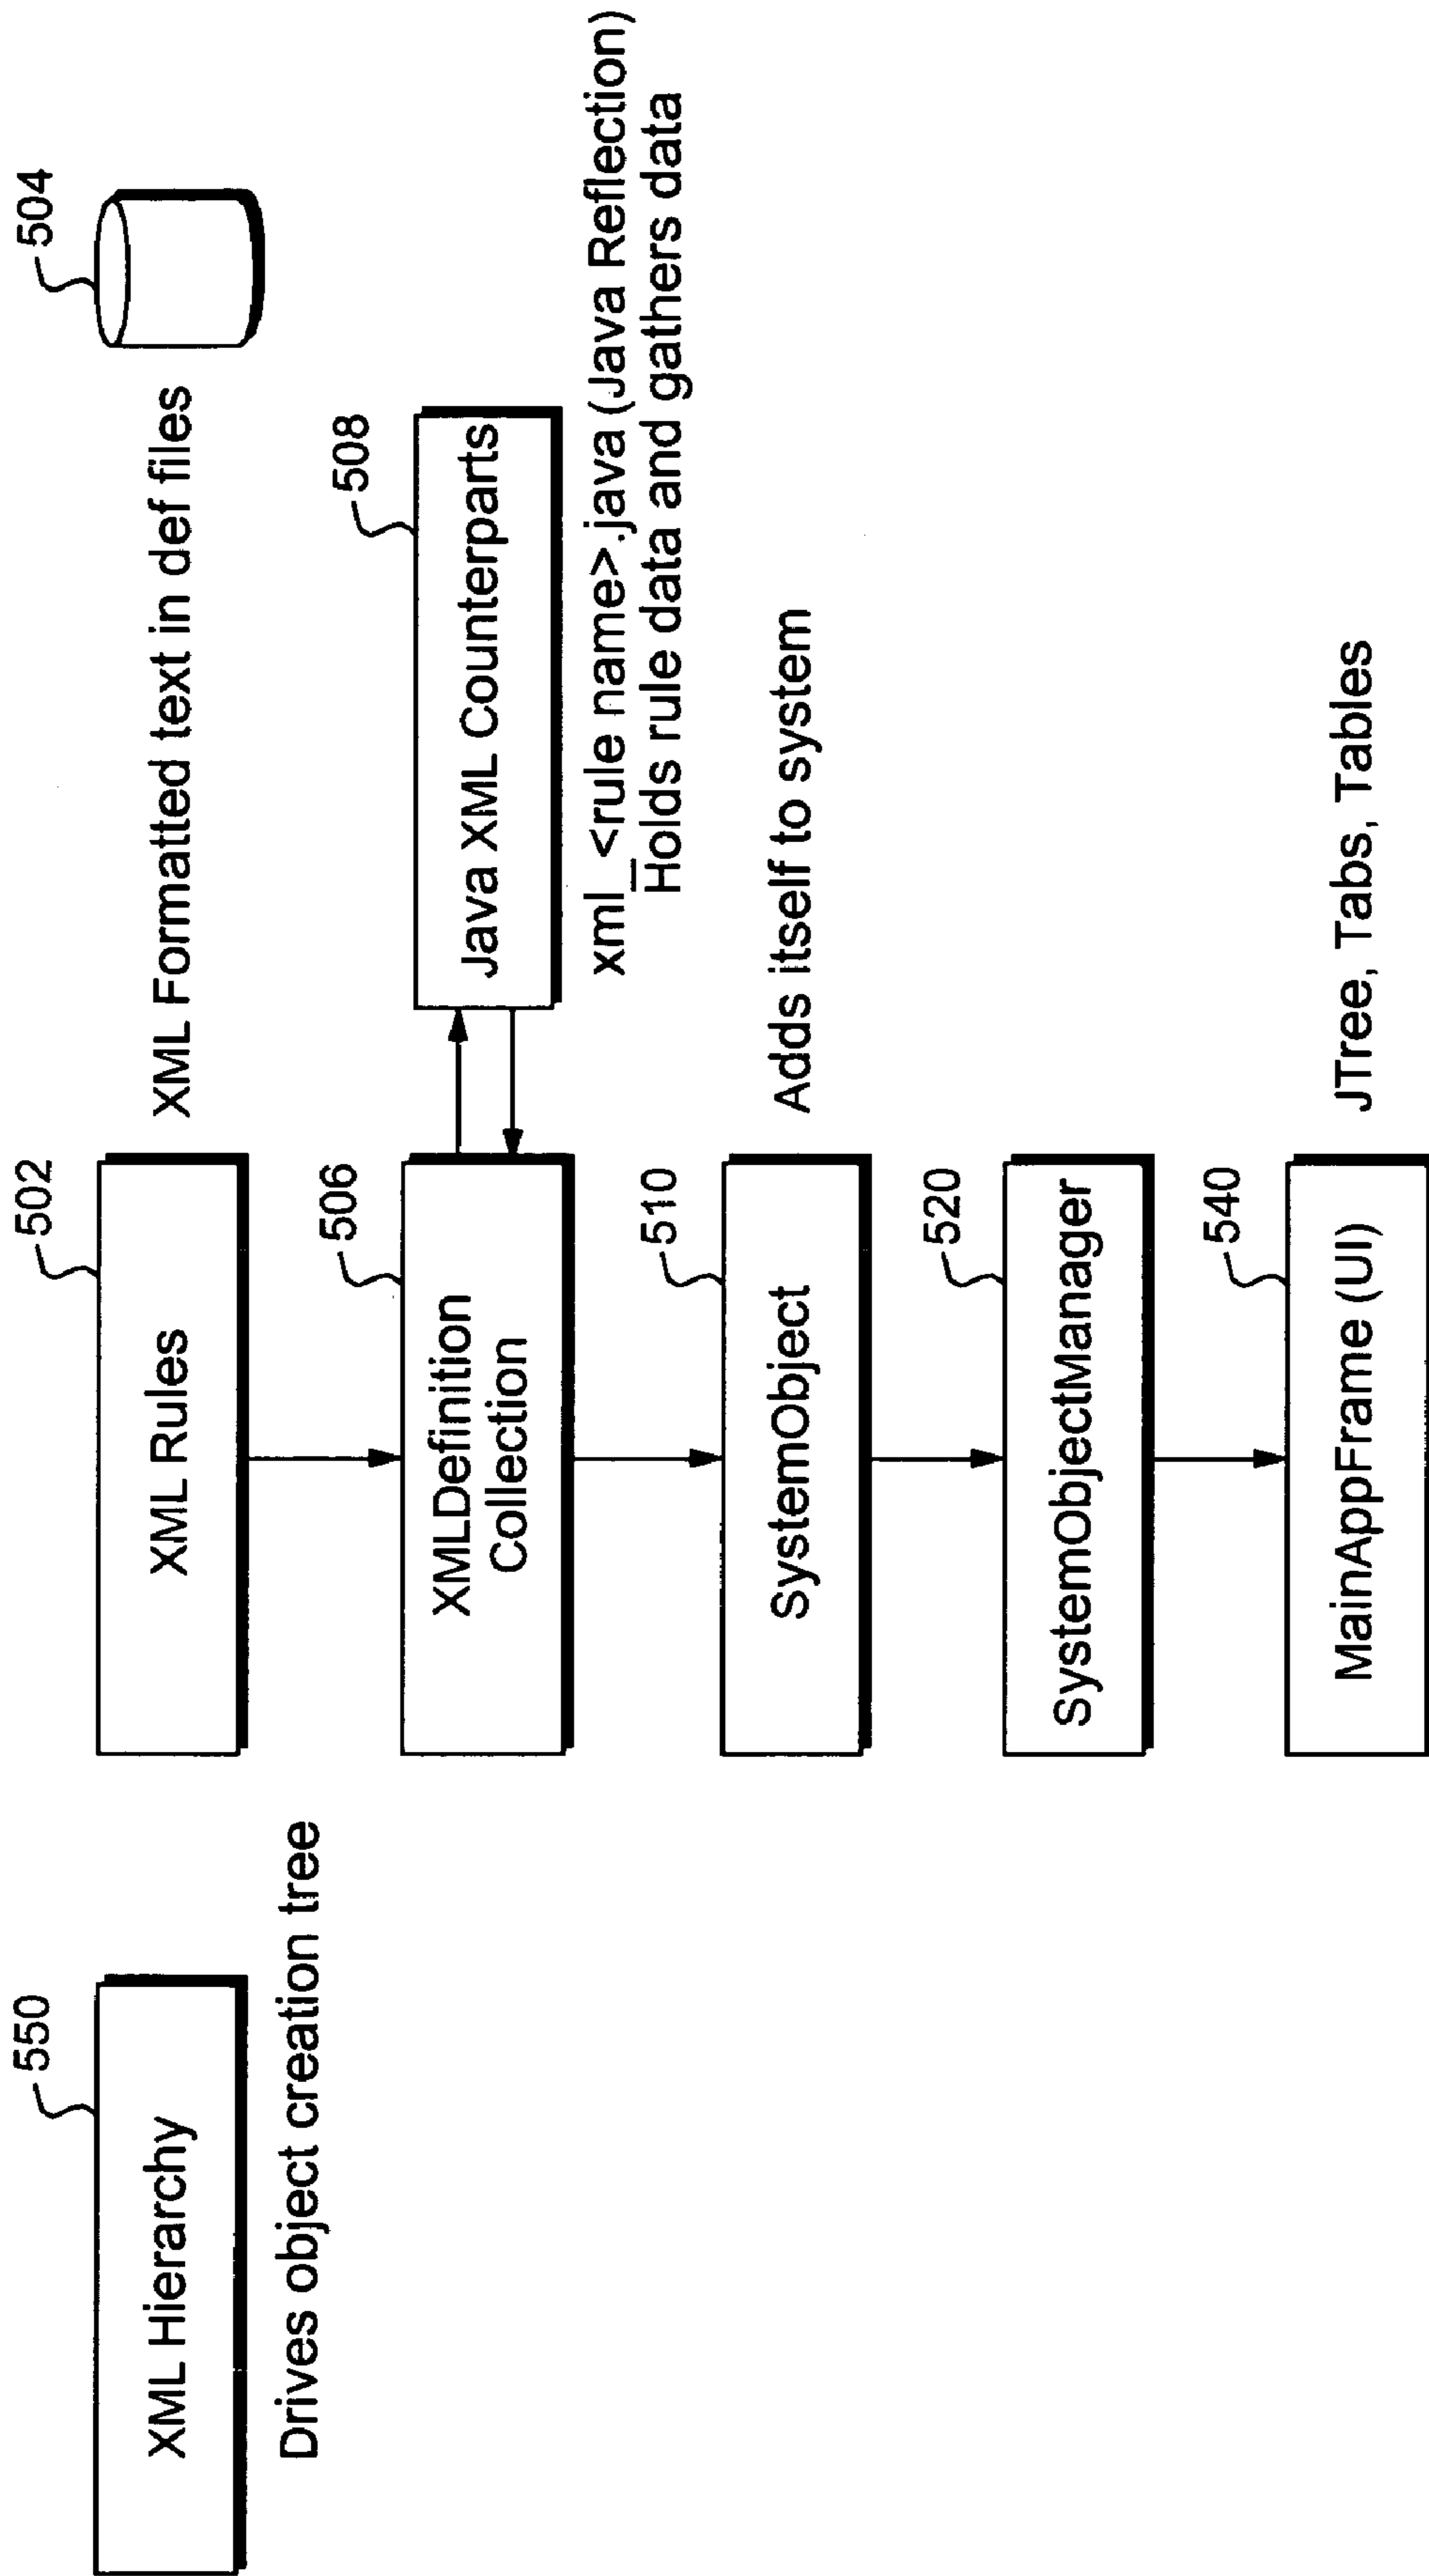 550
XML Hierarchy
Drives object creation tree
502
XML Rules
XML Formatted text in def files
504
506
XMLDefinition
Collection
508
Java XML Counterparts
xml_<rule name>.java (Java Reflection)
Holds rule data and gathers data
510
SystemObject
Adds itself to system
520
SystemObjectManager
540
MainAppFrame (UI)
JTree, Tabs, Tables